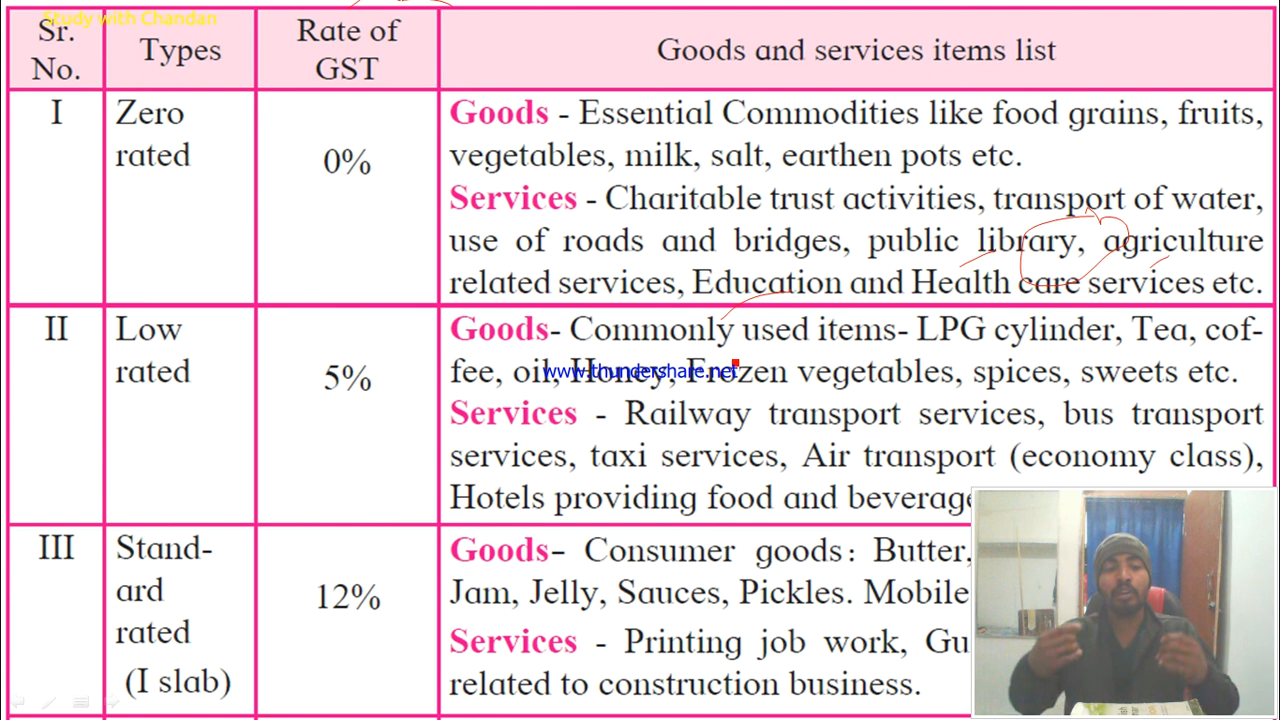 Study with Chandan
Sr.
No.
Types
Rate of
GST
Goods and services items list
I
Zero
rated
0%
Goods - Essential Commodities like food grains, fruits,
vegetables, milk, salt, earthen pots etc.
Services - Charitable trust activities, transport of water,
use of roads and bridges, public library, agriculture
related services, Education and Health care services etc.
II
Low
rated
5%
Goods- Commonly used items- LPG cylinder, Tea, cof-
fee, oil, Honey, Frozen vegetables, spices, sweets etc.
www.thundershare.net
Services - Railway transport services, bus transport
services, taxi services, Air transport (economy class),
Hotels providing food and beverage
III
Stand-
ard
rated
(I slab)
12%
Goods- Consumer goods: Butter,
Jam, Jelly, Sauces, Pickles. Mobile
Services - Printing job work, Gu
related to construction business.